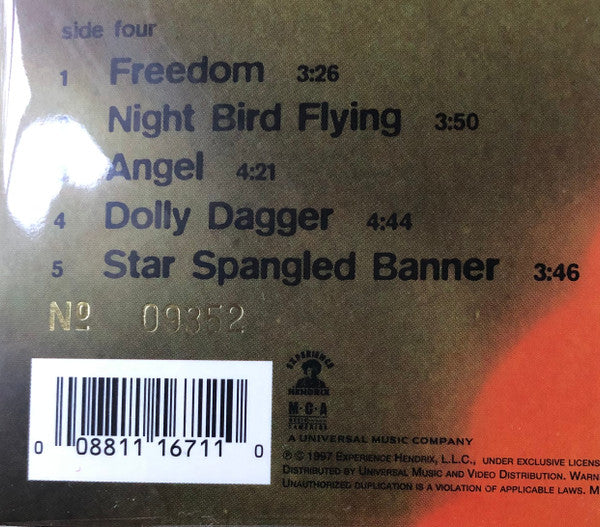 side four
1 Freedom 3:26
Night Bird Flying 3:50
Angel 4:21
4 Dolly Dagger 4:44
5 Star Spangled Banner 3:46
Nº 09352
EXPERIENCE
HENDRIX
M·C·A
A UNIVERSAL MUSIC COMPANY
0 08811 16711 0
℗ © 1997 EXPERIENCE HENDRIX, L.L.C., UNDER EXCLUSIVE LICENS
DISTRIBUTED BY UNIVERSAL MUSIC AND VIDEO DISTRIBUTION. WARN
UNAUTHORIZED DUPLICATION IS A VIOLATION OF APPLICABLE LAWS. M